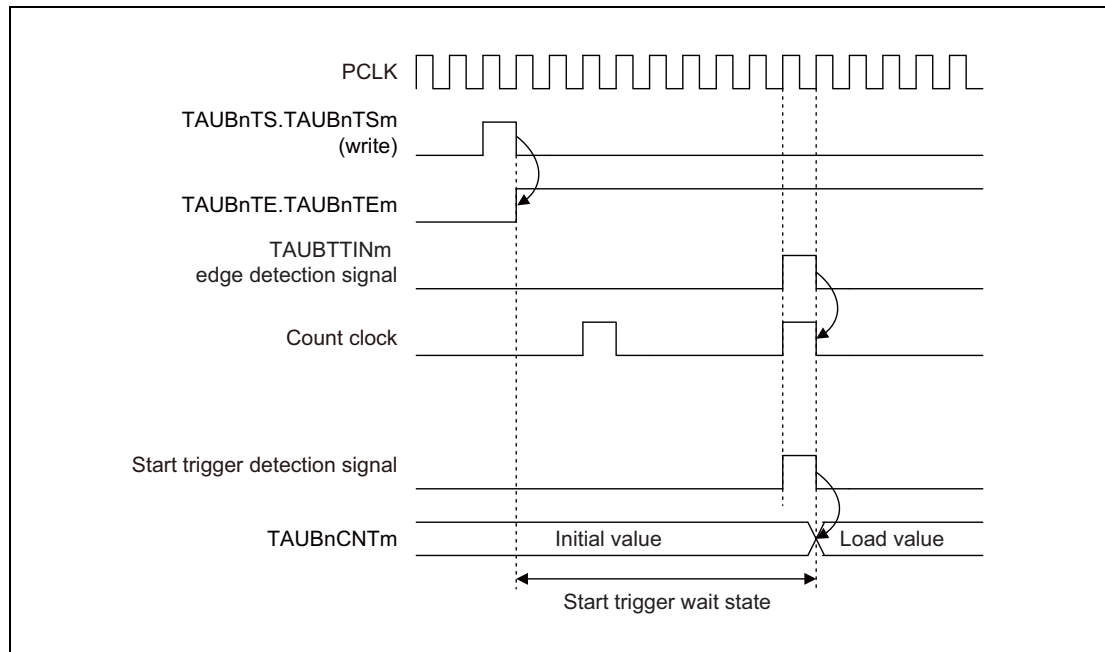 PCLK
TAUBnTS.TAUBnTSm
(write)
TAUBnTE.TAUBnTEm
TAUBTTINm
edge detection signal
Count clock
Start trigger detection signal
TAUBnCNTm
Initial value
Load value
Start trigger wait state